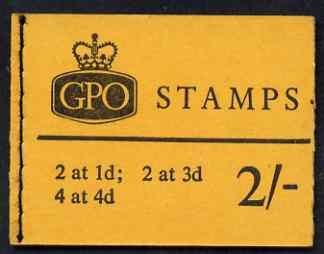 GPO STAMPS
2 at 1d; 2 at 3d
4 at 4d
2/-